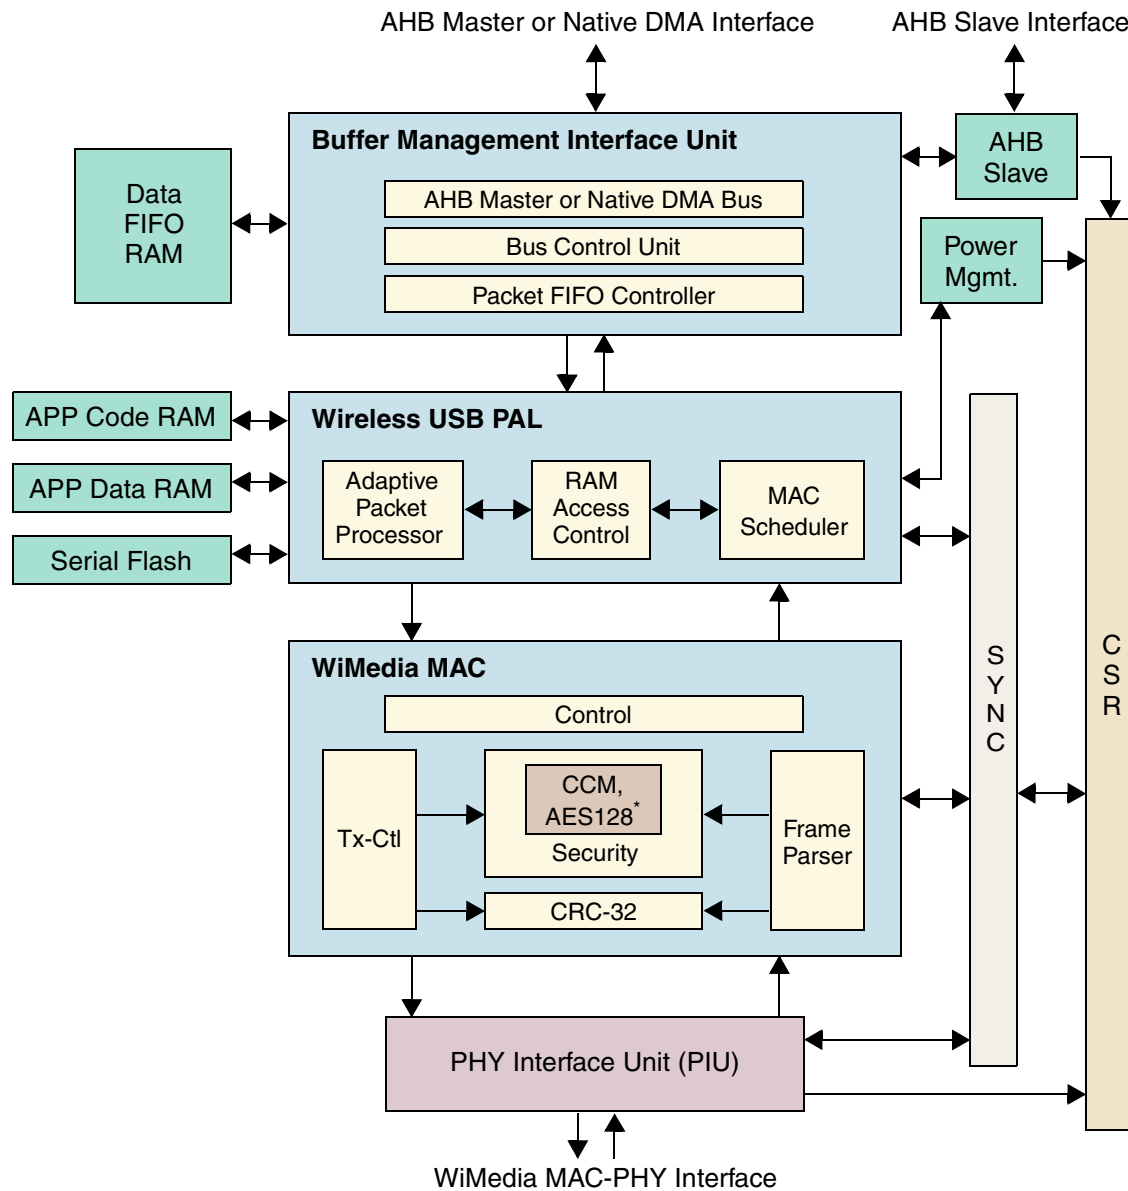 AHB Master or Native DMA Interface
AHB Slave Interface
Buffer Management Interface Unit
AHB
Slave
Data
FIFO
RAM
AHB Master or Native DMA Bus
Bus Control Unit
Packet FIFO Controller
Power
Mgmt.
APP Code RAM
APP Data RAM
Serial Flash
Wireless USB PAL
Adaptive
Packet
Processor
RAM
Access
Control
MAC
Scheduler
WiMedia MAC
Control
Tx-Ctl
CCM,
AES128*
Security
CRC-32
Frame
Parser
S
Y
N
C
C
S
R
PHY Interface Unit (PIU)
WiMedia MAC-PHY Interface